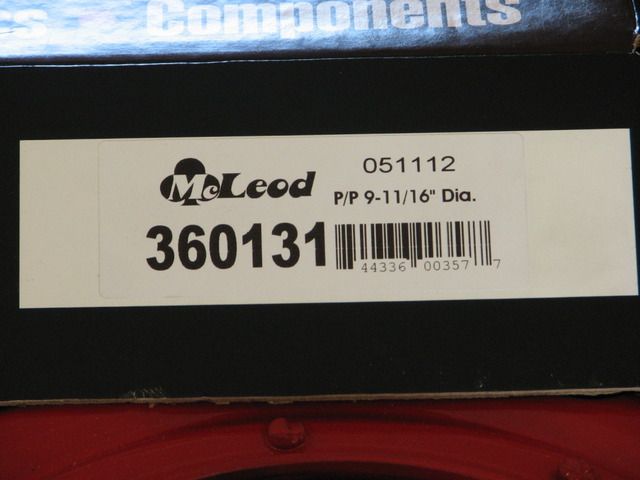 Components
McLeod
051112
P/P 9-11/16" Dia.
360131
44336 00357 7